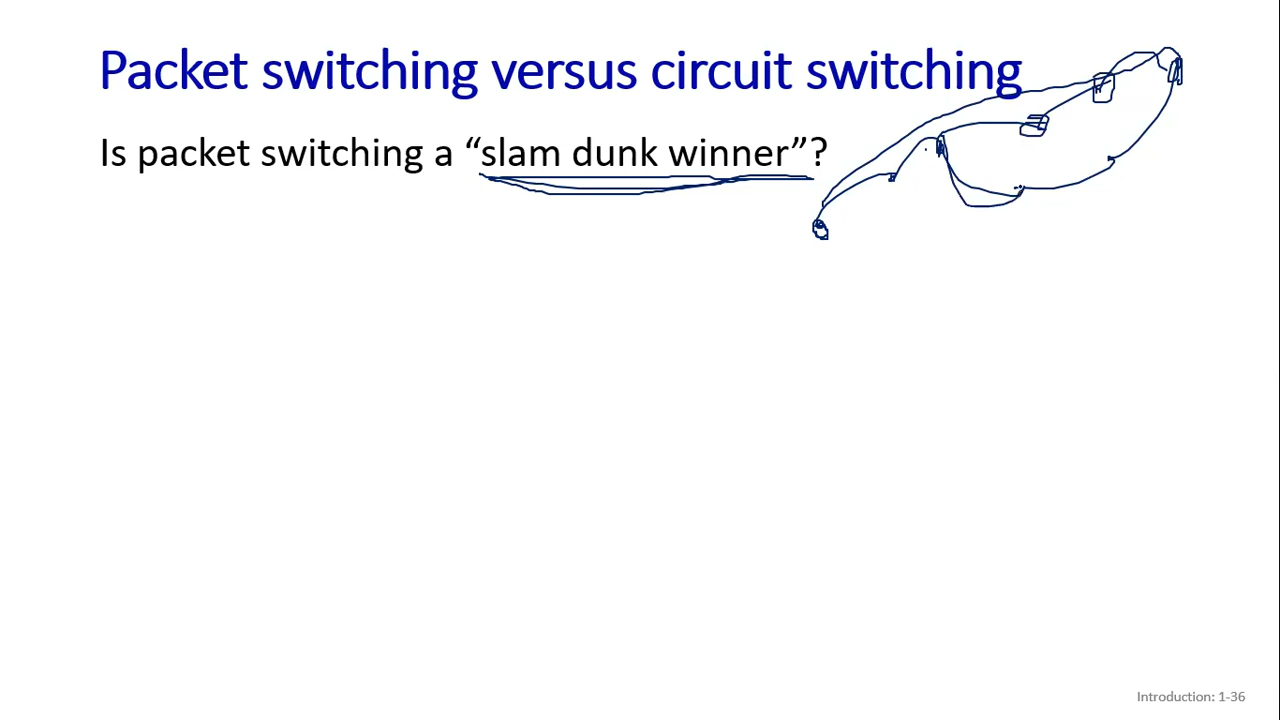 Packet switching versus circuit switching
Is packet switching a “slam dunk winner”?
Introduction: 1-36